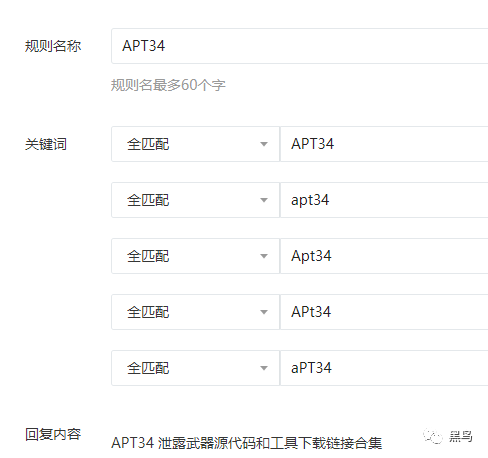 规则名称 APT34
规则名最多60个字
关键词 全匹配 APT34
全匹配 apt34
全匹配 Apt34
全匹配 APt34
全匹配 aPT34
回复内容 APT34 泄露武器源代码和工具下载链接合集
黑鸟